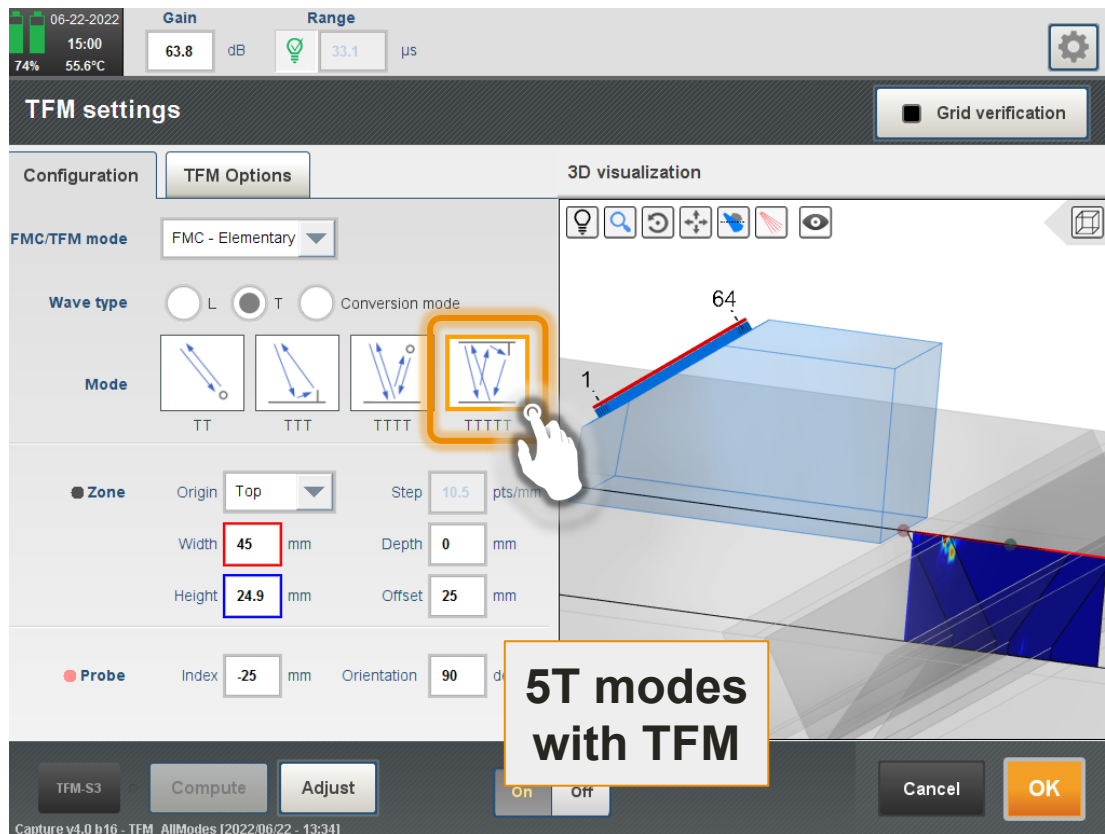 06-22-2022
15:00
74% 55.6°C
Gain
63.8 dB
Range
33.1 µs
TFM settings
Grid verification
Configuration
TFM Options
3D visualization
FMC/TFM mode
FMC - Elementary
Wave type
L T Conversion mode
Mode
TT TTT TTTT TTTTT
Zone
Origin Top Step 10.5 pts/mm
Width 45 mm Depth 0 mm
Height 24.9 mm Offset 25 mm
Probe
Index -25 mm Orientation 90
64
1
5T modes
with TFM
TFM-S3
Compute
Adjust
On
Off
Cancel
OK
Capture v4.0 b16 - TFM_AllModes [2022/06/22 - 13:34]